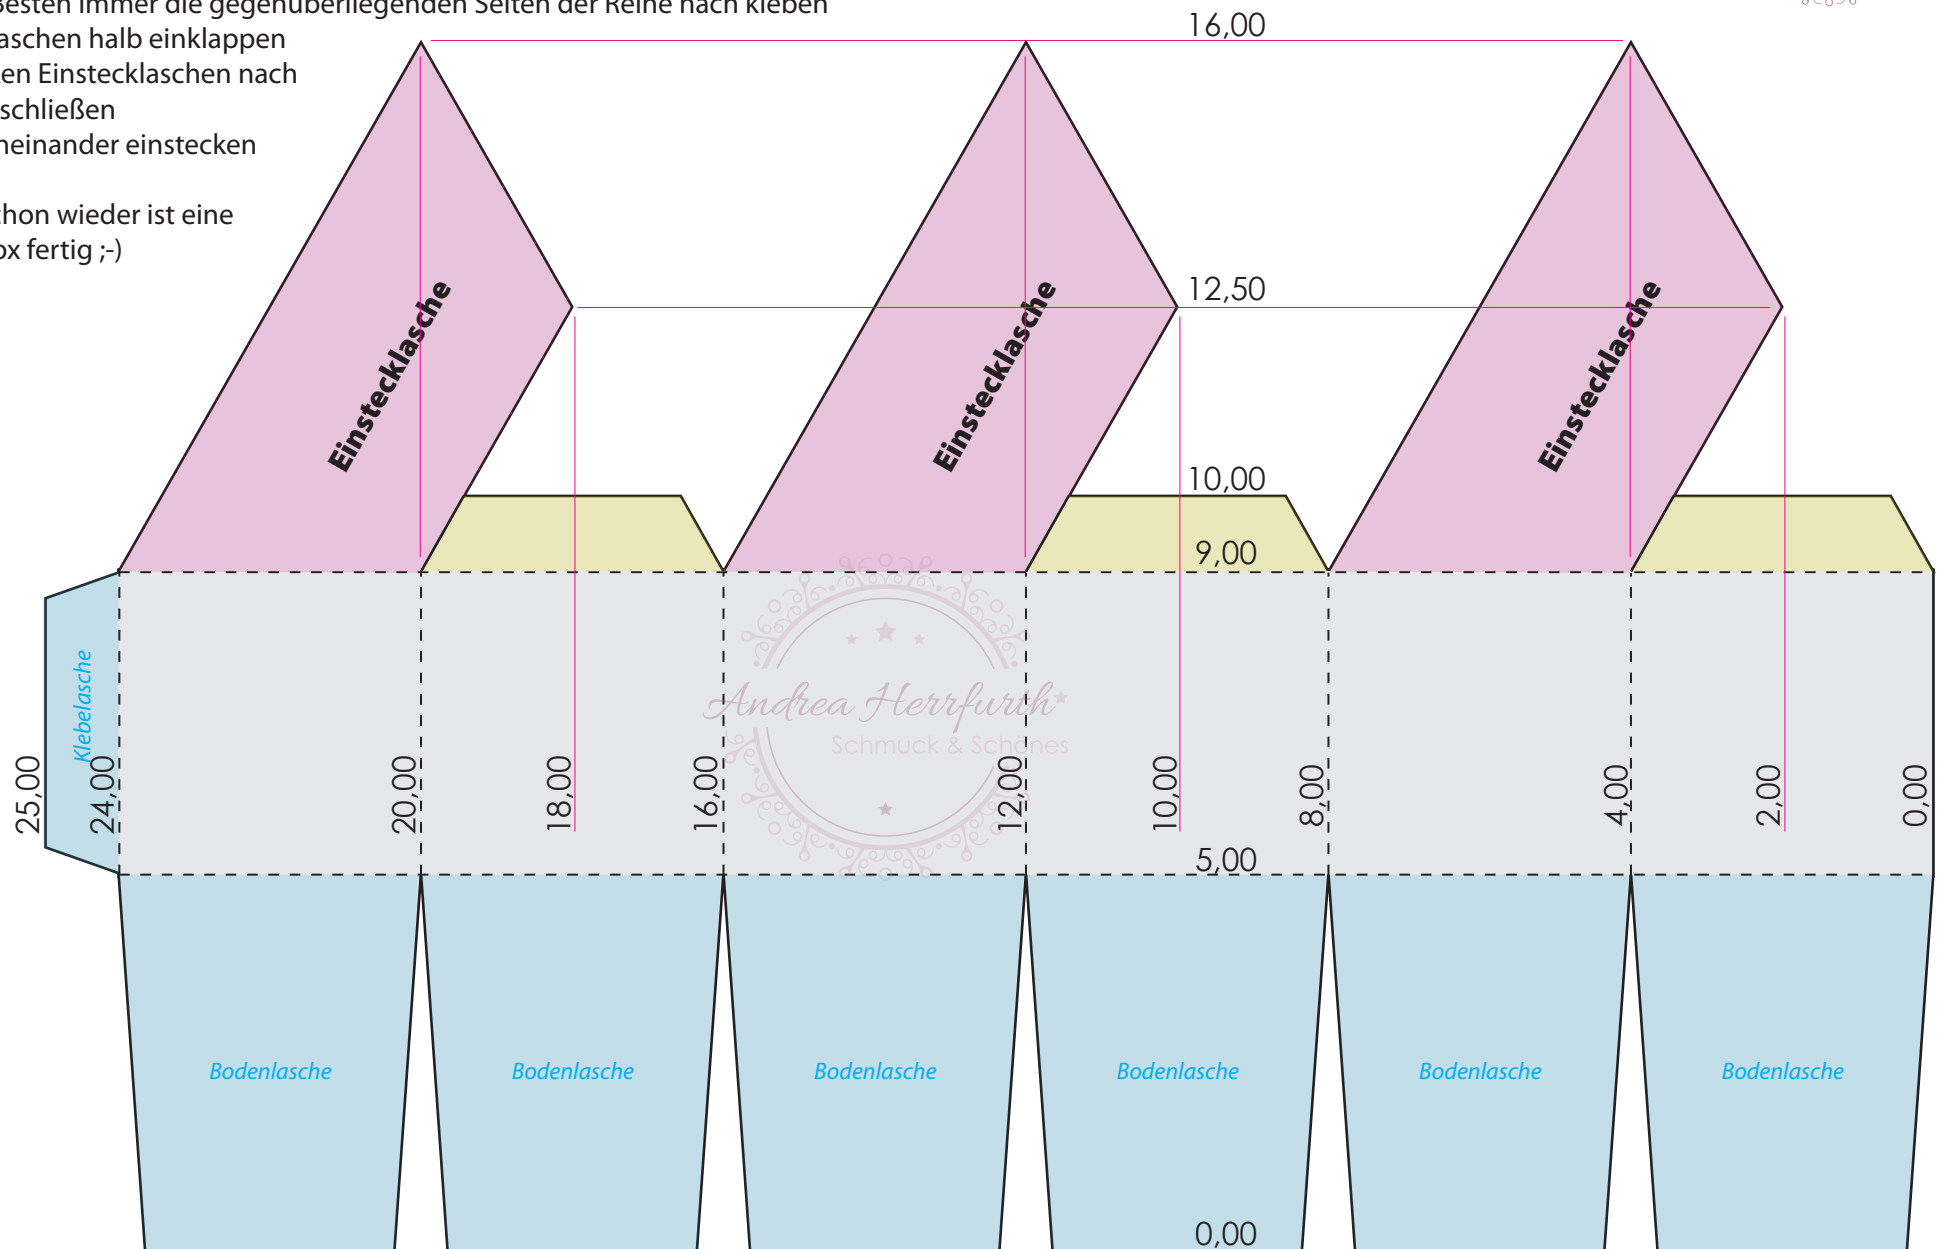 Besten immer die gegenüberliegenden Seiten der Reihe nach kleben
aschen halb einklappen
en Einstecklaschen nach
schließen
neinander einstecken
hon wieder ist eine
ox fertig ;-)
16,00
12,50
Einstecklasche
Einstecklasche
Einstecklasche
10,00
9,00
Klebelasche
Andrea Herrfurth
Schmuck & Schönes
25,00
24,00
20,00
18,00
16,00
12,00
10,00
8,00
4,00
2,00
0,00
5,00
Bodenlasche
Bodenlasche
Bodenlasche
Bodenlasche
Bodenlasche
Bodenlasche
0,00